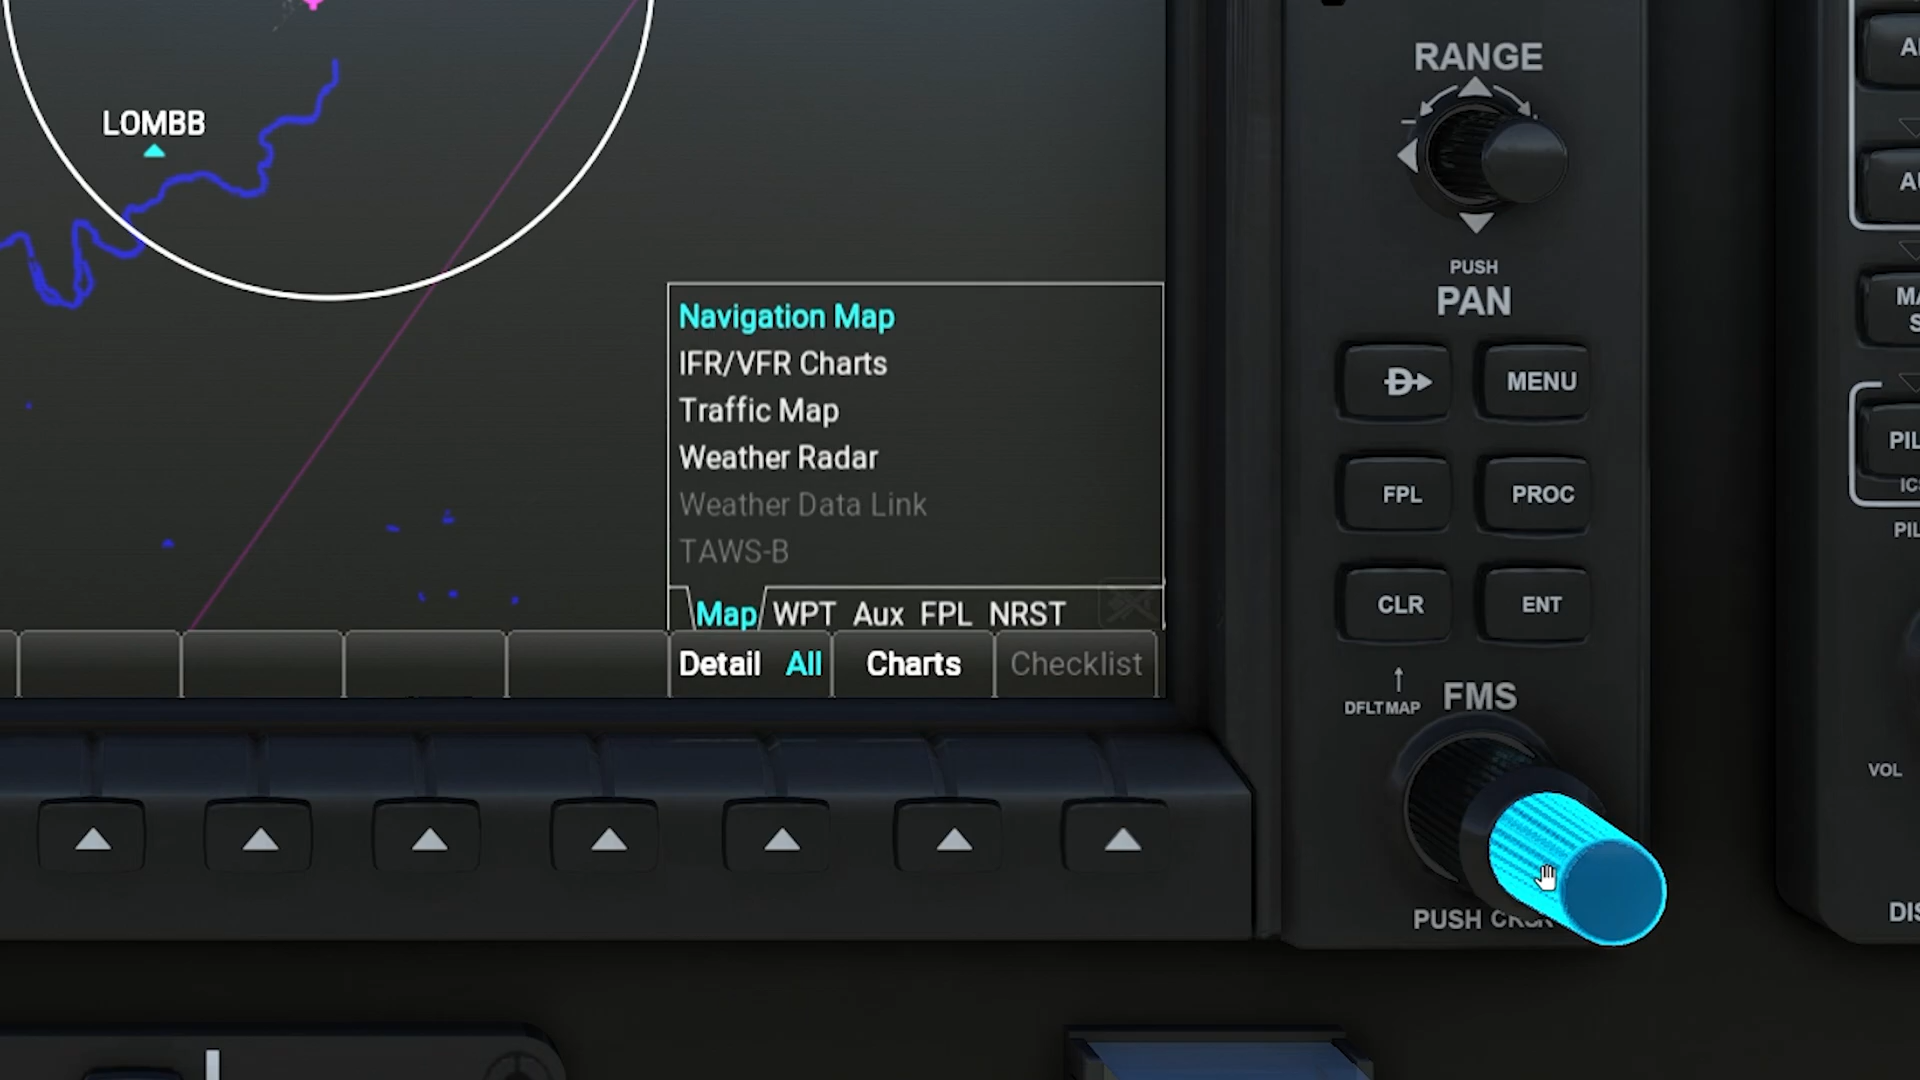 LOMBB
Navigation Map
IFR/VFR Charts
Traffic Map
Weather Radar
Weather Data Link
TAWS-B
Map WPT Aux FPL NRST
Detail All Charts Checklist
RANGE
PUSH
PAN
MENU
FPL PROC
CLR ENT
DFLT MAP FMS
PUSH
VOL